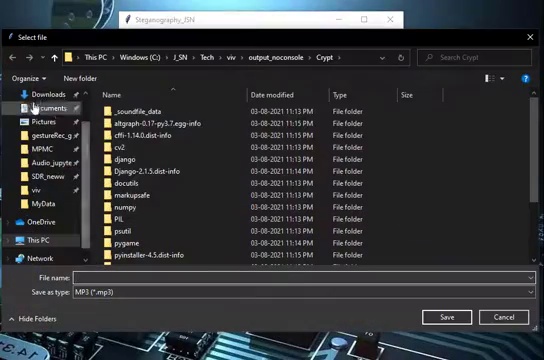 Steganography_JSN
Select file
This PC > Windows (C:) > J_SN > Tech > viv > output_noconsole > Crypt >
Search Crypt
Organize
New folder
Name
Date modified
Type
Size
Downloads
Documents
Pictures
gestureRec_g
MPMC
Audio_jupyte
SDR_neww
viv
MyData
OneDrive
This PC
Network
_soundfile_data 03-08-2021 11:13 PM File folder
altgraph-0.17-py3.7.egg-info 03-08-2021 11:13 PM File folder
cffi-1.14.0.dist-info 03-08-2021 11:13 PM File folder
cv2 03-08-2021 11:13 PM File folder
django 03-08-2021 11:13 PM File folder
Django-2.1.5.dist-info 03-08-2021 11:14 PM File folder
docutils 03-08-2021 11:13 PM File folder
markupsafe 03-08-2021 11:13 PM File folder
numpy 03-08-2021 11:13 PM File folder
PIL 03-08-2021 11:13 PM File folder
psutil 03-08-2021 11:13 PM File folder
pygame 03-08-2021 11:14 PM File folder
pyinstaller-4.5.dist-info 03-08-2021 11:14 PM File folder
File name:
Save as type: MP3 (*.mp3)
Hide Folders
Save
Cancel